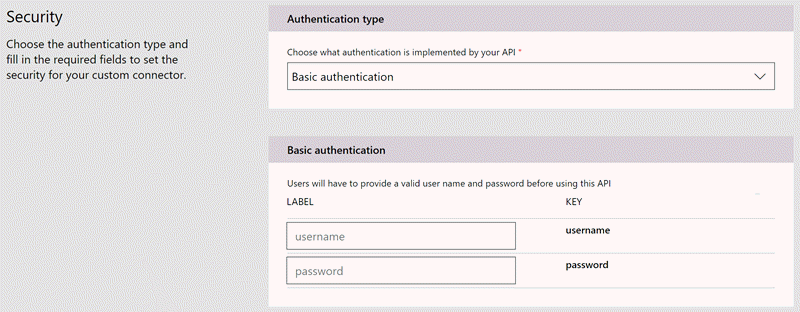 Security
Choose the authentication type and
fill in the required fields to set the
security for your custom connector.
Authentication type
Choose what authentication is implemented by your API *
Basic authentication
Basic authentication
Users will have to provide a valid user name and password before using this API
LABEL KEY
username username
password password